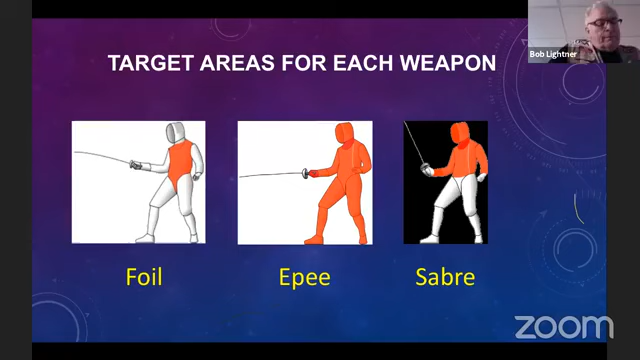 Bob Lightner
TARGET AREAS FOR EACH WEAPON
Foil
Epee
Sabre
zoom